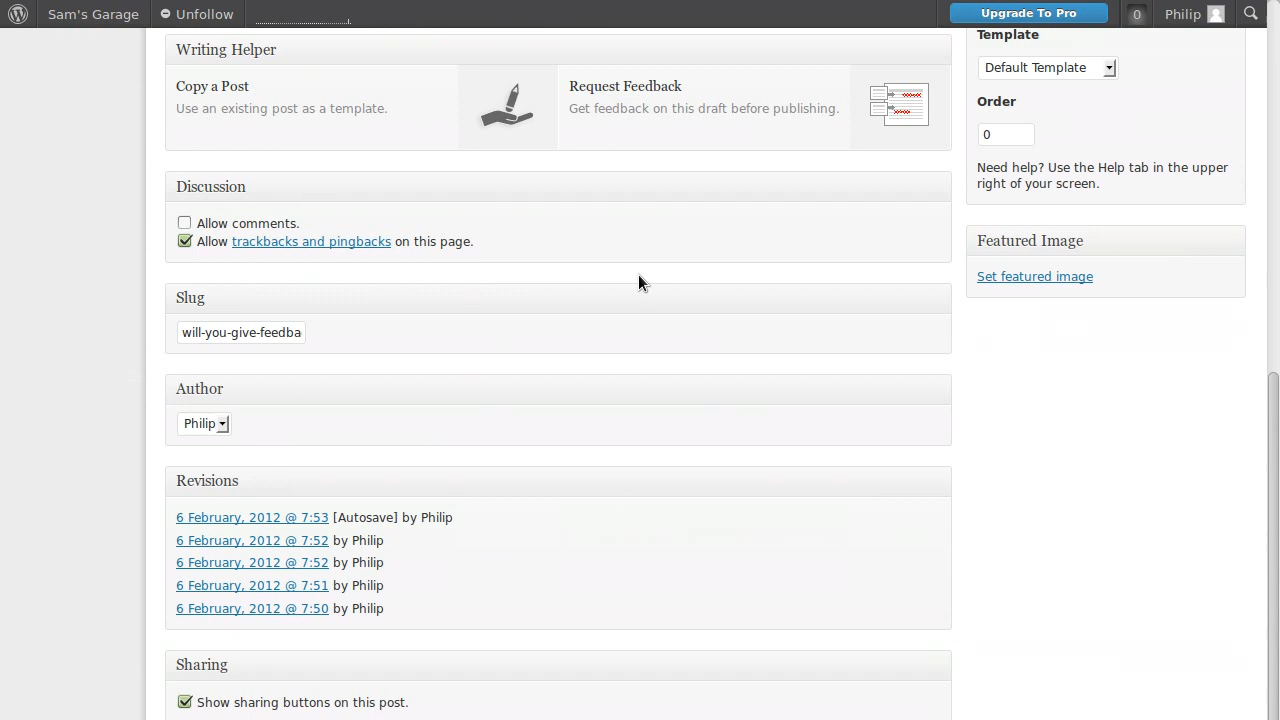 Sam's Garage
Unfollow
Upgrade To Pro
0
Philip
Writing Helper
Copy a Post
Use an existing post as a template.
Request Feedback
Get feedback on this draft before publishing.
Discussion
Allow comments.
Allow trackbacks and pingbacks on this page.
Slug
will-you-give-feedba
Author
Philip
Revisions
6 February, 2012 @ 7:53 [Autosave] by Philip
6 February, 2012 @ 7:52 by Philip
6 February, 2012 @ 7:52 by Philip
6 February, 2012 @ 7:51 by Philip
6 February, 2012 @ 7:50 by Philip
Sharing
Show sharing buttons on this post.
Template
Default Template
Order
0
Need help? Use the Help tab in the upper
right of your screen.
Featured Image
Set featured image